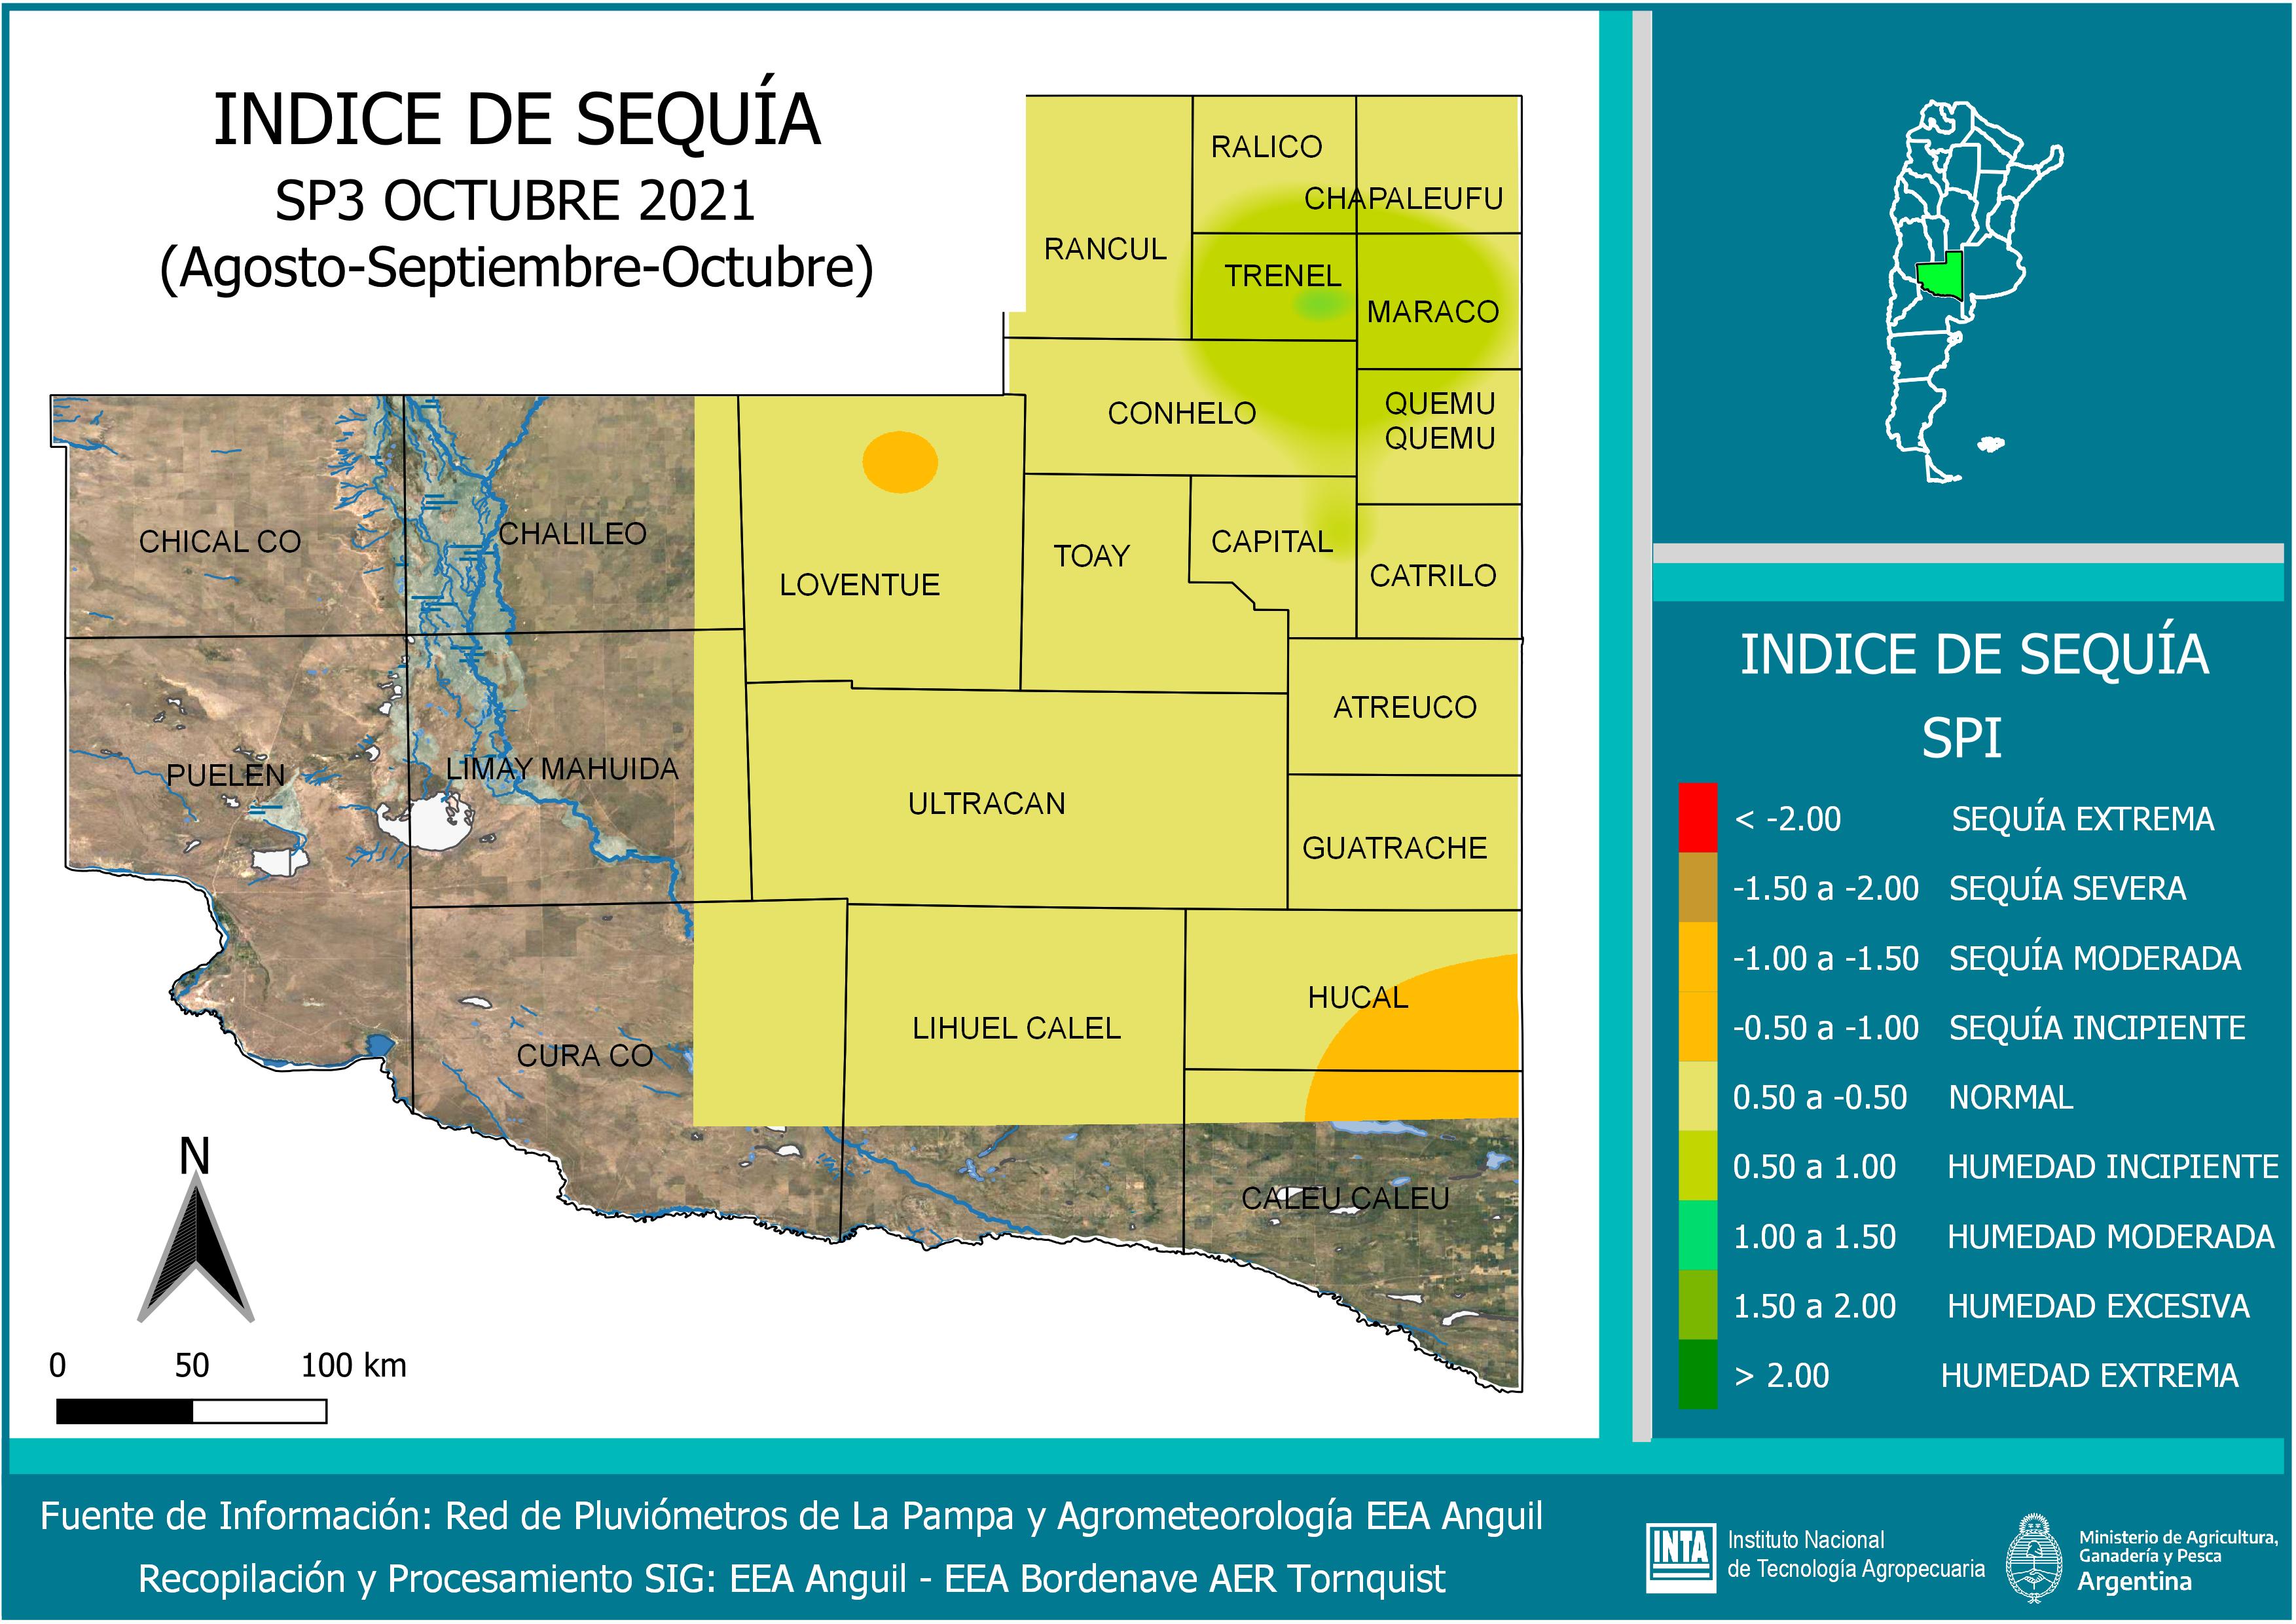 INDICE DE SEQUÍA
SP3 OCTUBRE 2021
(Agosto-Septiembre-Octubre)
RALICO
CHAPALEUFU
RANCUL
TRENEL
MARACO
CONHELO
QUEMU
QUEMU
CHICAL CO
CHALILEO
LOVENTUE
TOAY
CAPITAL
CATRILO
ATREUCO
PUELEN
LIMAY MAHUIDA
ULTRACAN
GUATRACHE
HUCAL
LIHUEL CALEL
CURA CO
CALEU CALEU
N
0 50 100 km
INDICE DE SEQUÍA
SPI
< -2.00 SEQUÍA EXTREMA
-1.50 a -2.00 SEQUÍA SEVERA
-1.00 a -1.50 SEQUÍA MODERADA
-0.50 a -1.00 SEQUÍA INCIPIENTE
0.50 a -0.50 NORMAL
0.50 a 1.00 HUMEDAD INCIPIENTE
1.00 a 1.50 HUMEDAD MODERADA
1.50 a 2.00 HUMEDAD EXCESIVA
> 2.00 HUMEDAD EXTREMA
Fuente de Información: Red de Pluviómetros de La Pampa y Agrometeorología EEA Anguil
Recopilación y Procesamiento SIG: EEA Anguil - EEA Bordenave AER Tornquist
INTA
Instituto Nacional
de Tecnología Agropecuaria
Ministerio de Agricultura,
Ganadería y Pesca
Argentina